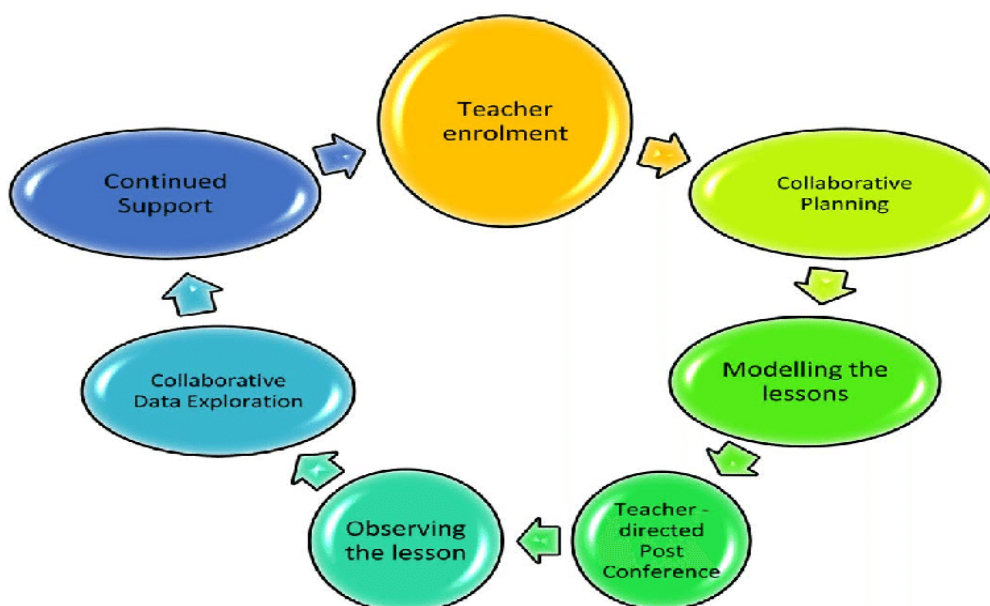 Teacher
enrolment
Collaborative
Planning
Modelling the
lessons
Teacher -
directed
Post
Conference
Observing
the lesson
Collaborative
Data Exploration
Continued
Support